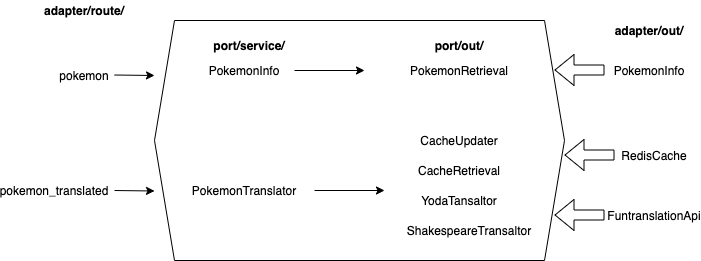 adapter/route/
port/service/
port/out/
adapter/out/
pokemon
PokemonInfo
PokemonRetrieval
PokemonInfo
CacheUpdater
RedisCache
CacheRetrieval
pokemon_translated
PokemonTranslator
YodaTansaltor
FuntranslationApi
ShakespeareTransaltor